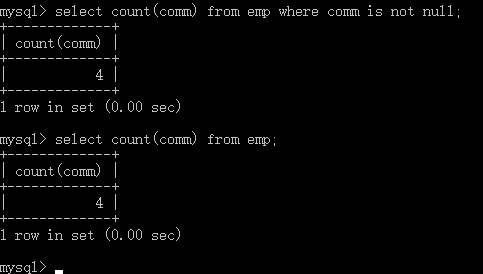 mysql> select count(comm) from emp where comm is not null;
+-------------+
| count(comm) |
+-------------+
|           4 |
+-------------+
1 row in set (0.00 sec)
mysql> select count(comm) from emp;
+-------------+
| count(comm) |
+-------------+
|           4 |
+-------------+
1 row in set (0.00 sec)
mysql>